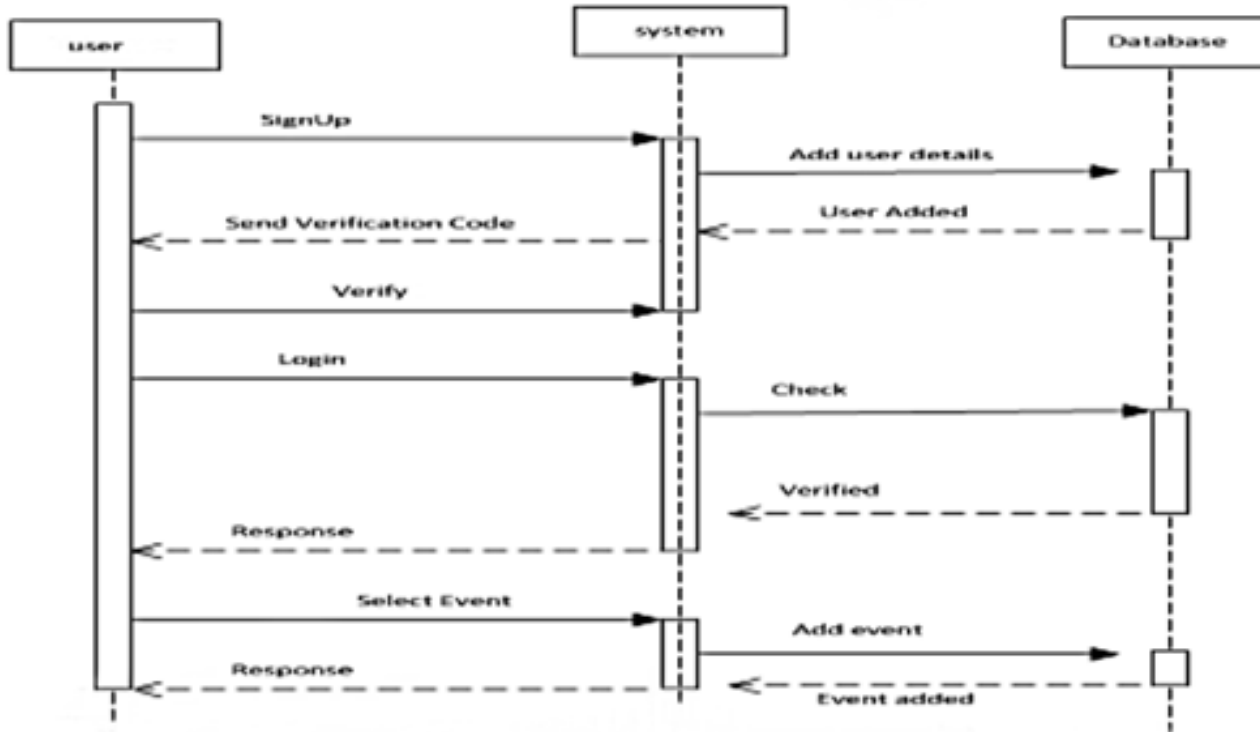 user
system
Database
SignUp
Add user details
User Added
Send Verification Code
Verify
Login
Check
Verified
Response
Select Event
Add event
Response
Event added